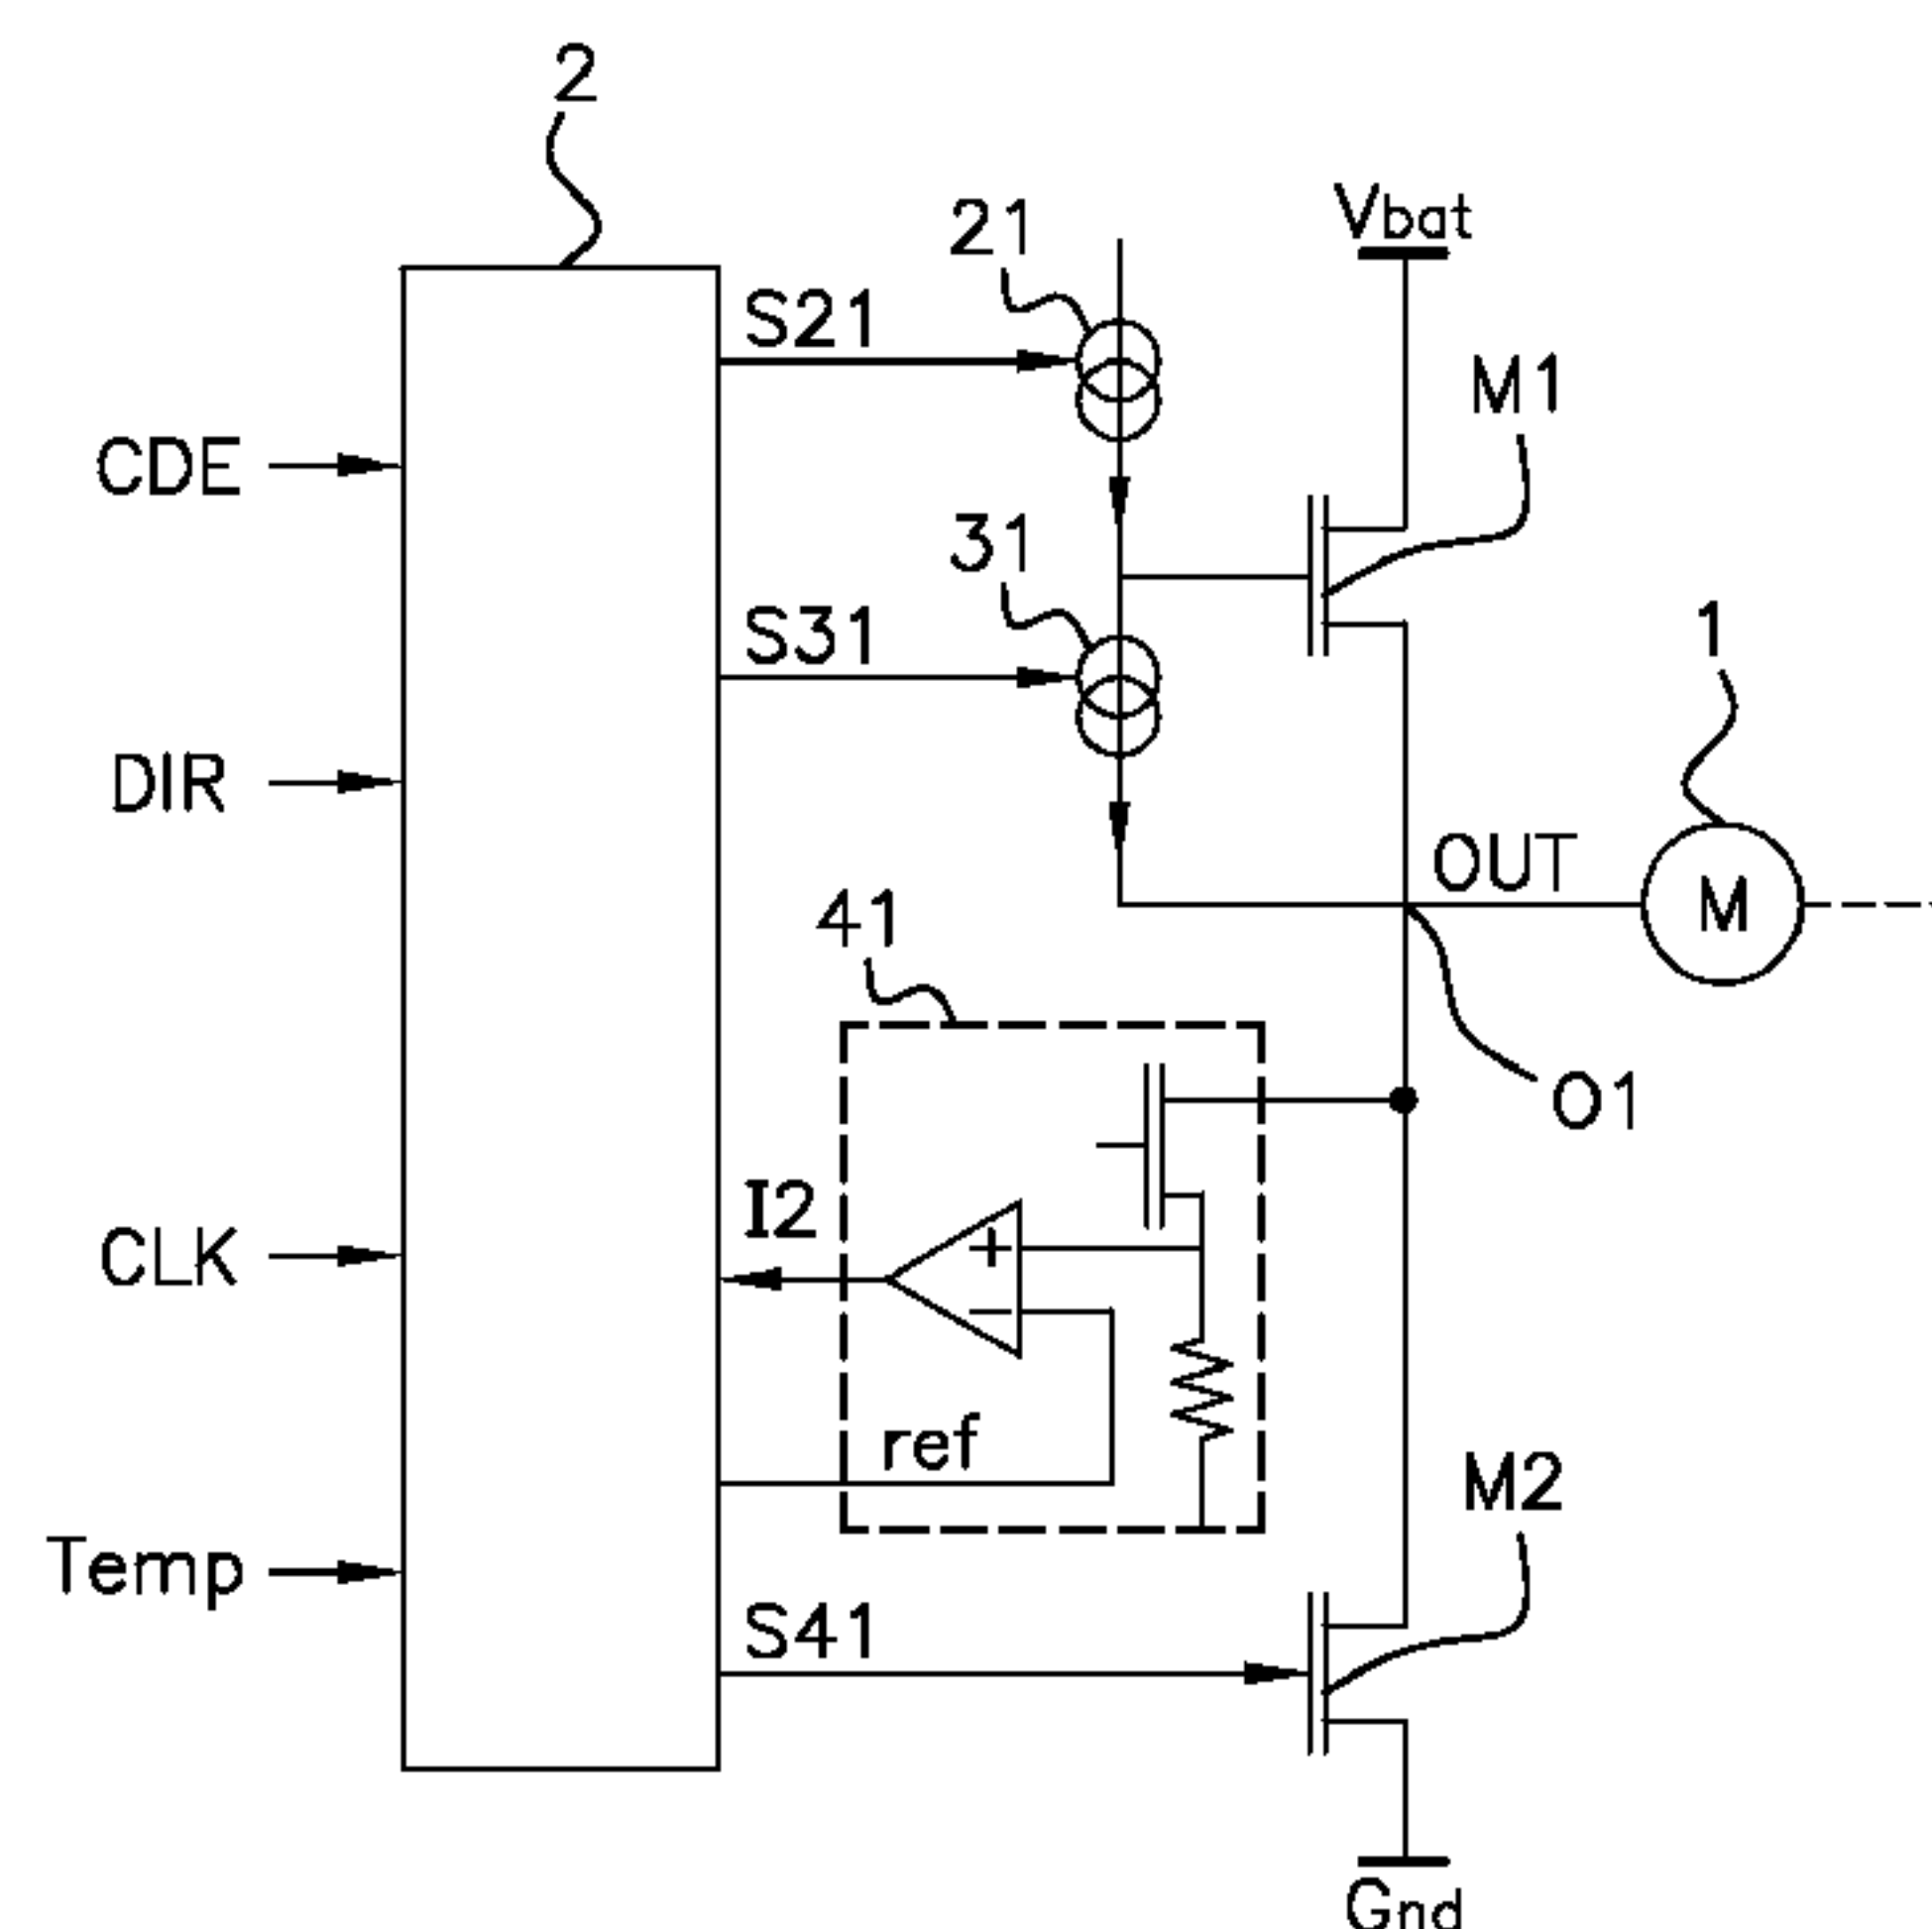 2
Vbat
21
S21
M1
CDE
31
S31
1
DIR
OUT
M
41
O1
I2
CLK
ref
M2
Temp
S41
Gnd